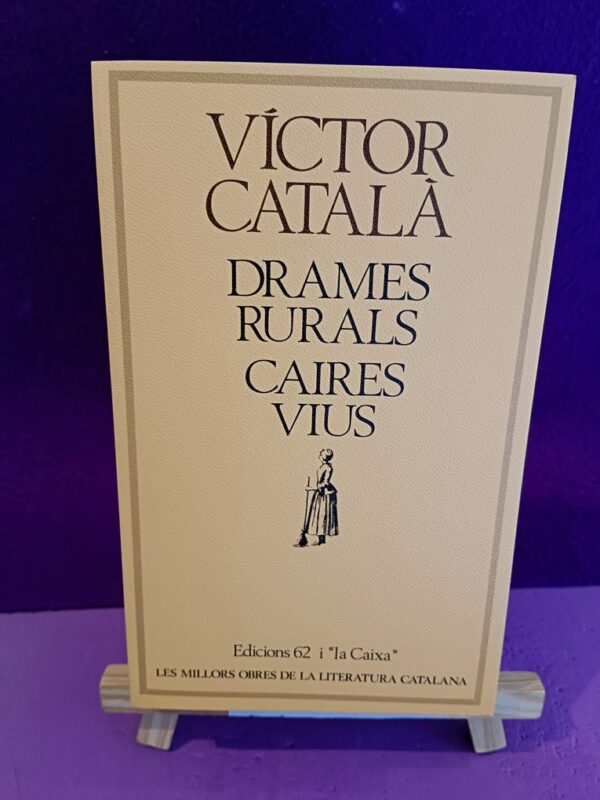 VÍCTOR
CATALÀ
DRAMES
RURALS
CAIRES
VIUS
Edicions 62 i "la Caixa"
LES MILLORS OBRES DE LA LITERATURA CATALANA